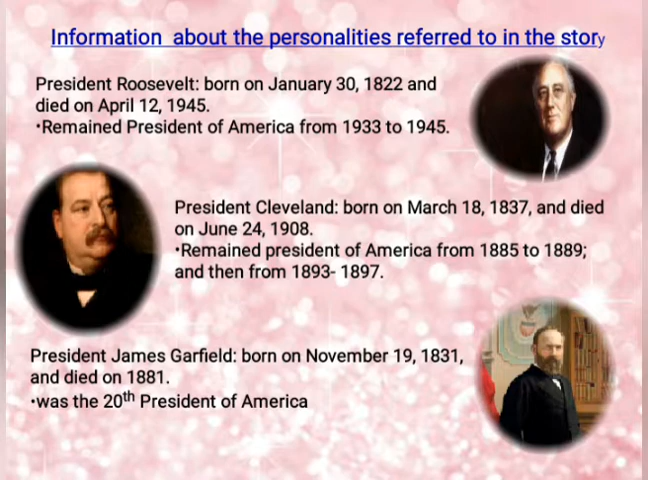 Information about the personalities referred to in the story
President Roosevelt: born on January 30, 1822 and
died on April 12, 1945.
•Remained President of America from 1933 to 1945.
President Cleveland: born on March 18, 1837, and died
on June 24, 1908.
•Remained president of America from 1885 to 1889;
and then from 1893- 1897.
President James Garfield: born on November 19, 1831,
and died on 1881.
•was the 20th President of America